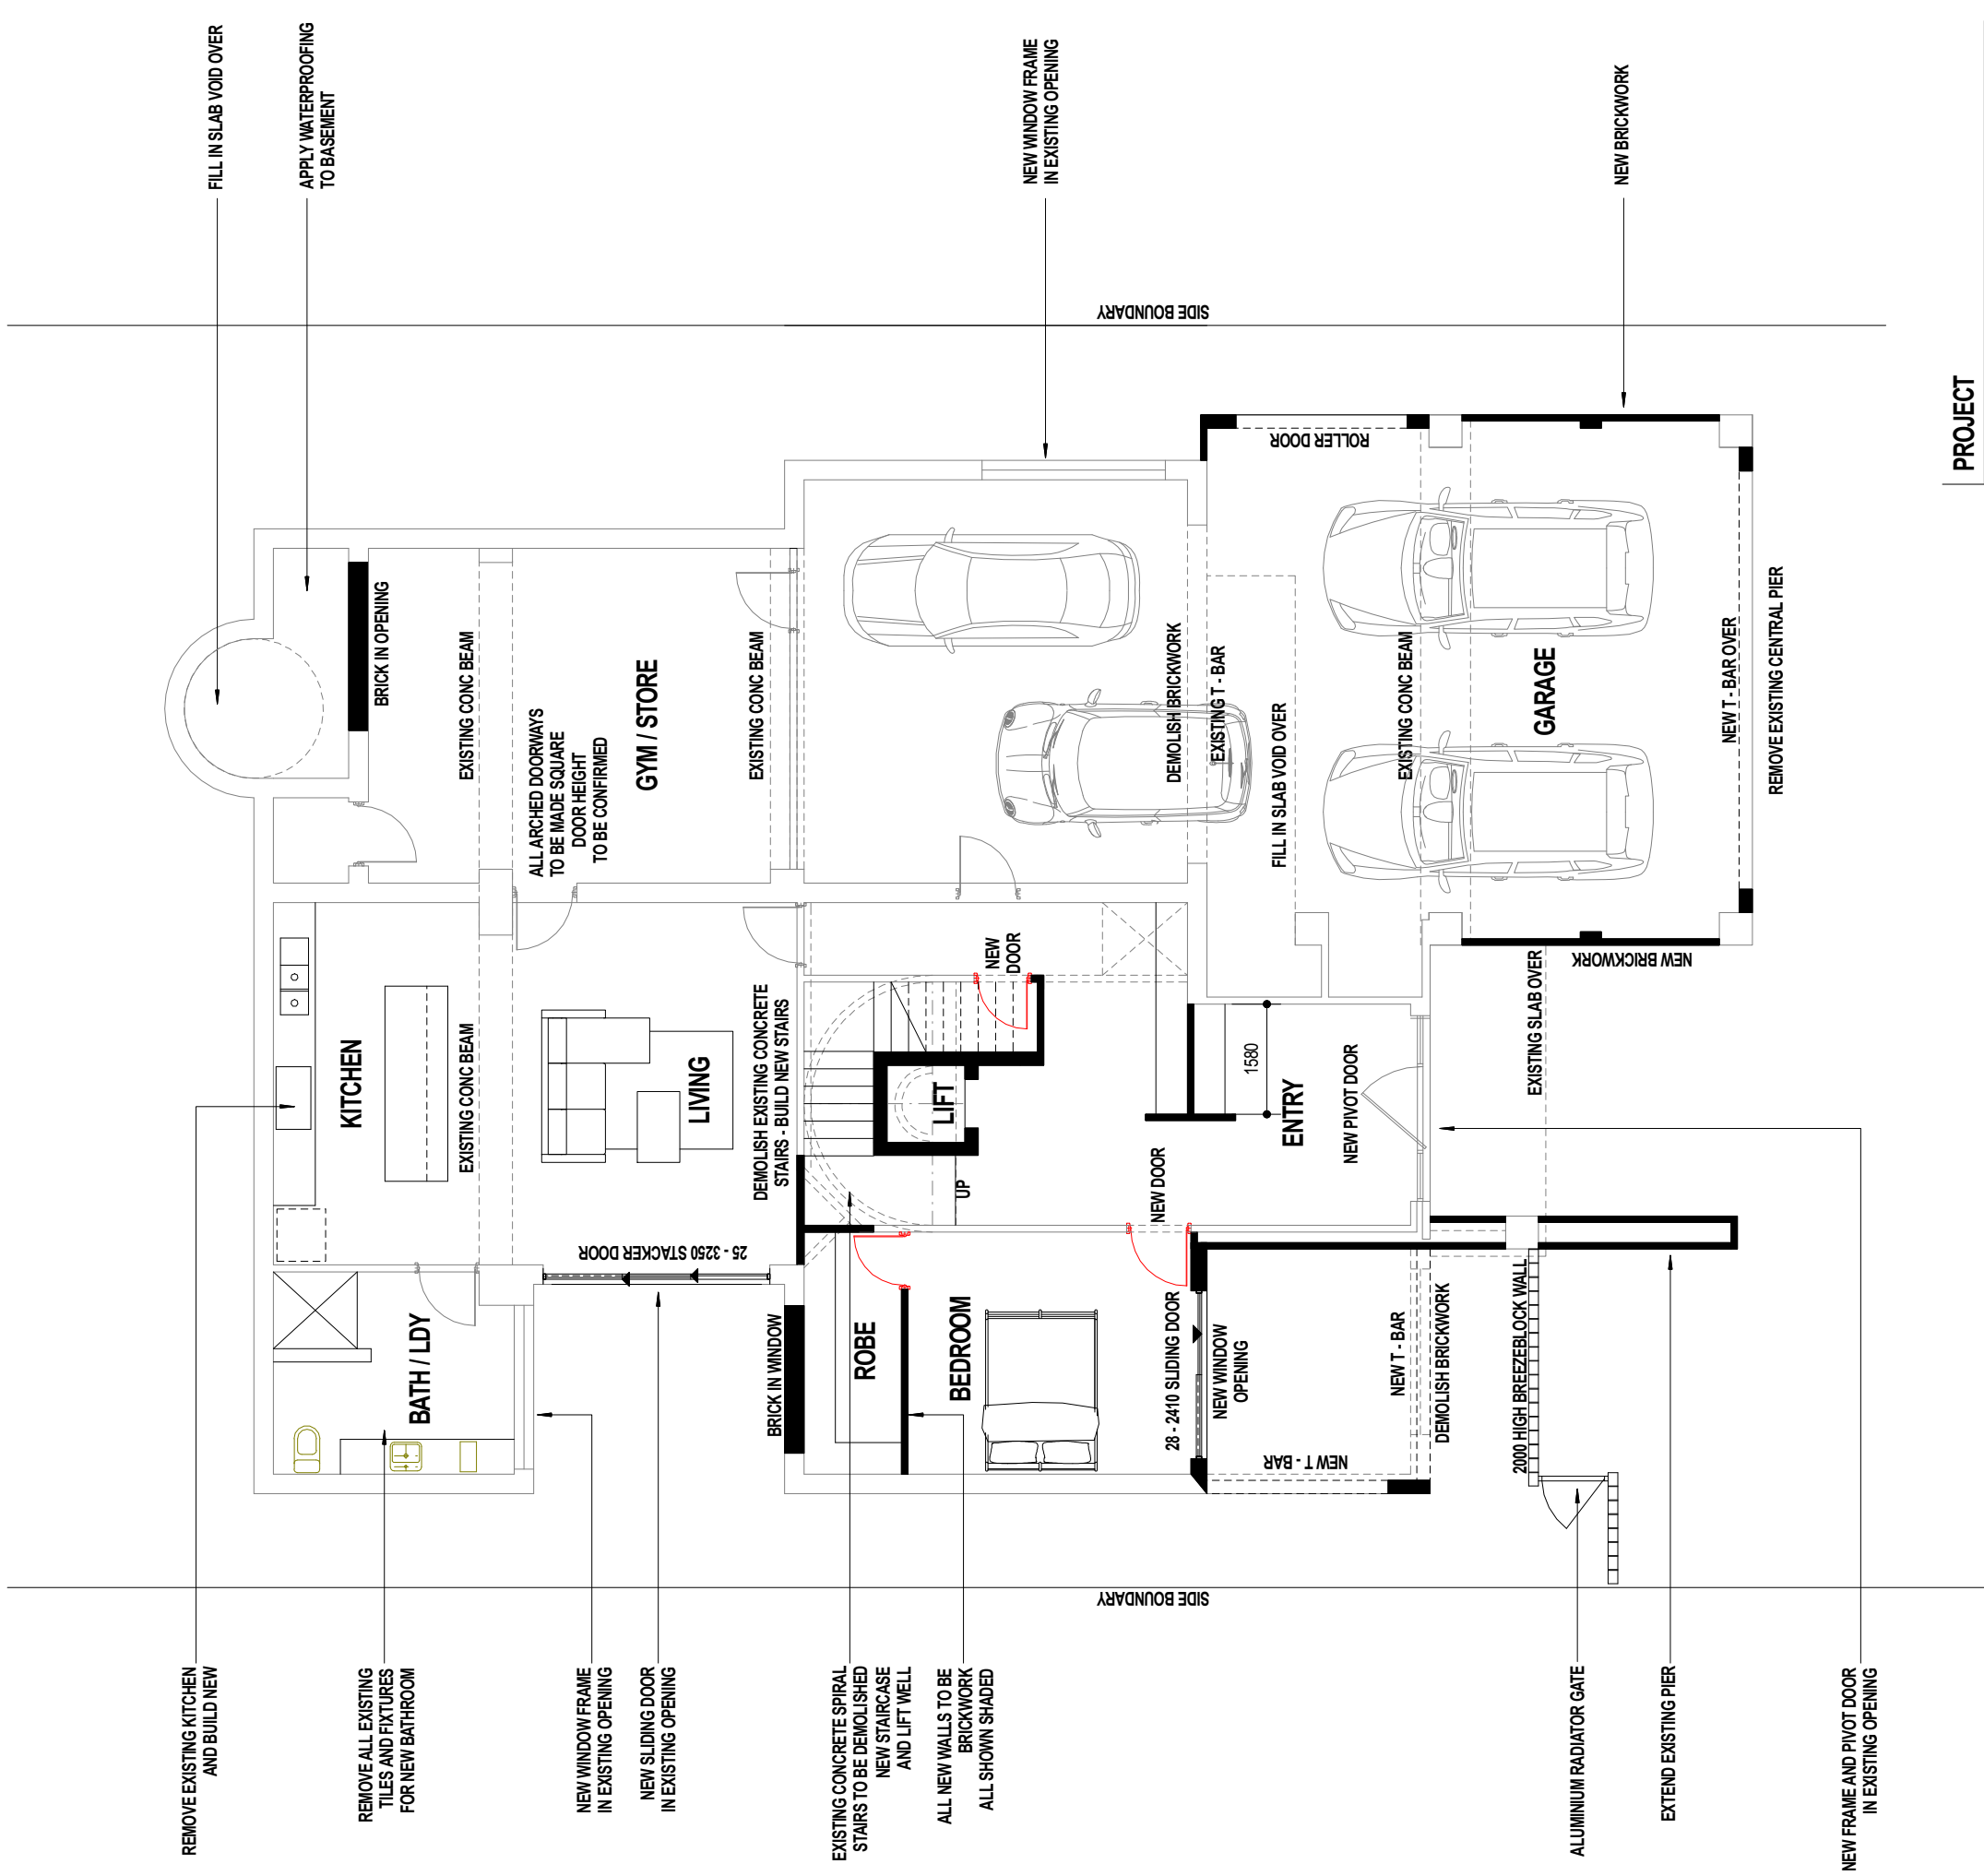 FILL IN SLAB VOID OVER
APPLY WATERPROOFING
TO BASEMENT
NEW WINDOW FRAME
IN EXISTING OPENING
NEW BRICKWORK
SIDE BOUNDARY
PROJECT
BRICK IN OPENING
EXISTING CONC BEAM
ALL ARCHED DOORWAYS
TO BE MADE SQUARE
DOOR HEIGHT
TO BE CONFIRMED
GYM / STORE
EXISTING CONC BEAM
DEMOLISH BRICKWORK
EXISTING T - BAR
FILL IN SLAB VOID OVER
ROLLER DOOR
EXISTING CONC BEAM
GARAGE
NEW T - BAR OVER
REMOVE EXISTING CENTRAL PIER
NEW BRICKWORK
KITCHEN
EXISTING CONC BEAM
LIVING
DEMOLISH EXISTING CONCRETE
STAIRS - BUILD NEW STAIRS
LIFT
UP
NEW
DOOR
NEW DOOR
1580
ENTRY
NEW PIVOT DOOR
EXISTING SLAB OVER
BATH / LDY
25 - 3250 STACKER DOOR
BRICK IN WINDOW
ROBE
BEDROOM
28 - 2410 SLIDING DOOR
NEW WINDOW
OPENING
NEW T - BAR
NEW T - BAR
DEMOLISH BRICKWORK
2000 HIGH BREEZEBLOCK WALL
SIDE BOUNDARY
REMOVE EXISTING KITCHEN
AND BUILD NEW
REMOVE ALL EXISTING
TILES AND FIXTURES
FOR NEW BATHROOM
NEW WINDOW FRAME
IN EXISTING OPENING
NEW SLIDING DOOR
IN EXISTING OPENING
EXISTING CONCRETE SPIRAL
STAIRS TO BE DEMOLISHED
NEW STAIRCASE
AND LIFT WELL
ALL NEW WALLS TO BE
BRICKWORK
ALL SHOWN SHADED
ALUMINIUM RADIATOR GATE
EXTEND EXISTING PIER
NEW FRAME AND PIVOT DOOR
IN EXISTING OPENING